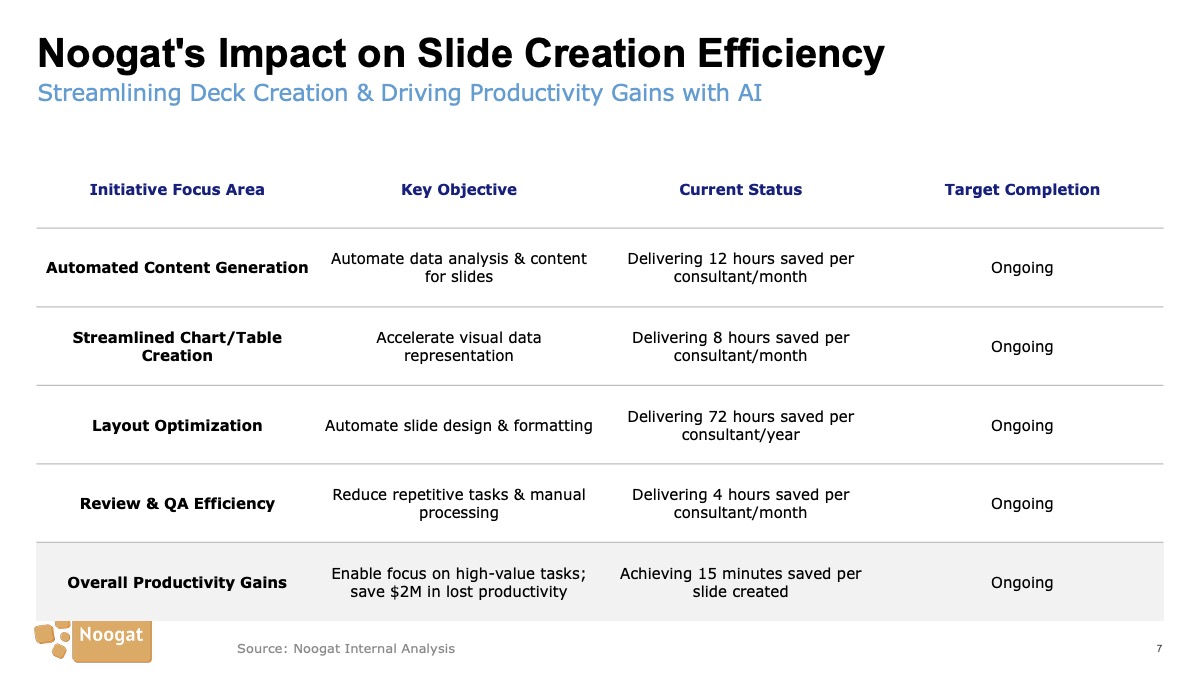 Noogat's Impact on Slide Creation Efficiency
Streamlining Deck Creation & Driving Productivity Gains with AI
Initiative Focus Area
Key Objective
Current Status
Target Completion
Automated Content Generation
Automate data analysis & content
for slides
Delivering 12 hours saved per
consultant/month
Ongoing
Streamlined Chart/Table
Creation
Accelerate visual data
representation
Delivering 8 hours saved per
consultant/month
Ongoing
Layout Optimization
Automate slide design & formatting
Delivering 72 hours saved per
consultant/year
Ongoing
Review & QA Efficiency
Reduce repetitive tasks & manual
processing
Delivering 4 hours saved per
consultant/month
Ongoing
Overall Productivity Gains
Enable focus on high-value tasks;
save $2M in lost productivity
Achieving 15 minutes saved per
slide created
Ongoing
Noogat
Source: Noogat Internal Analysis
7